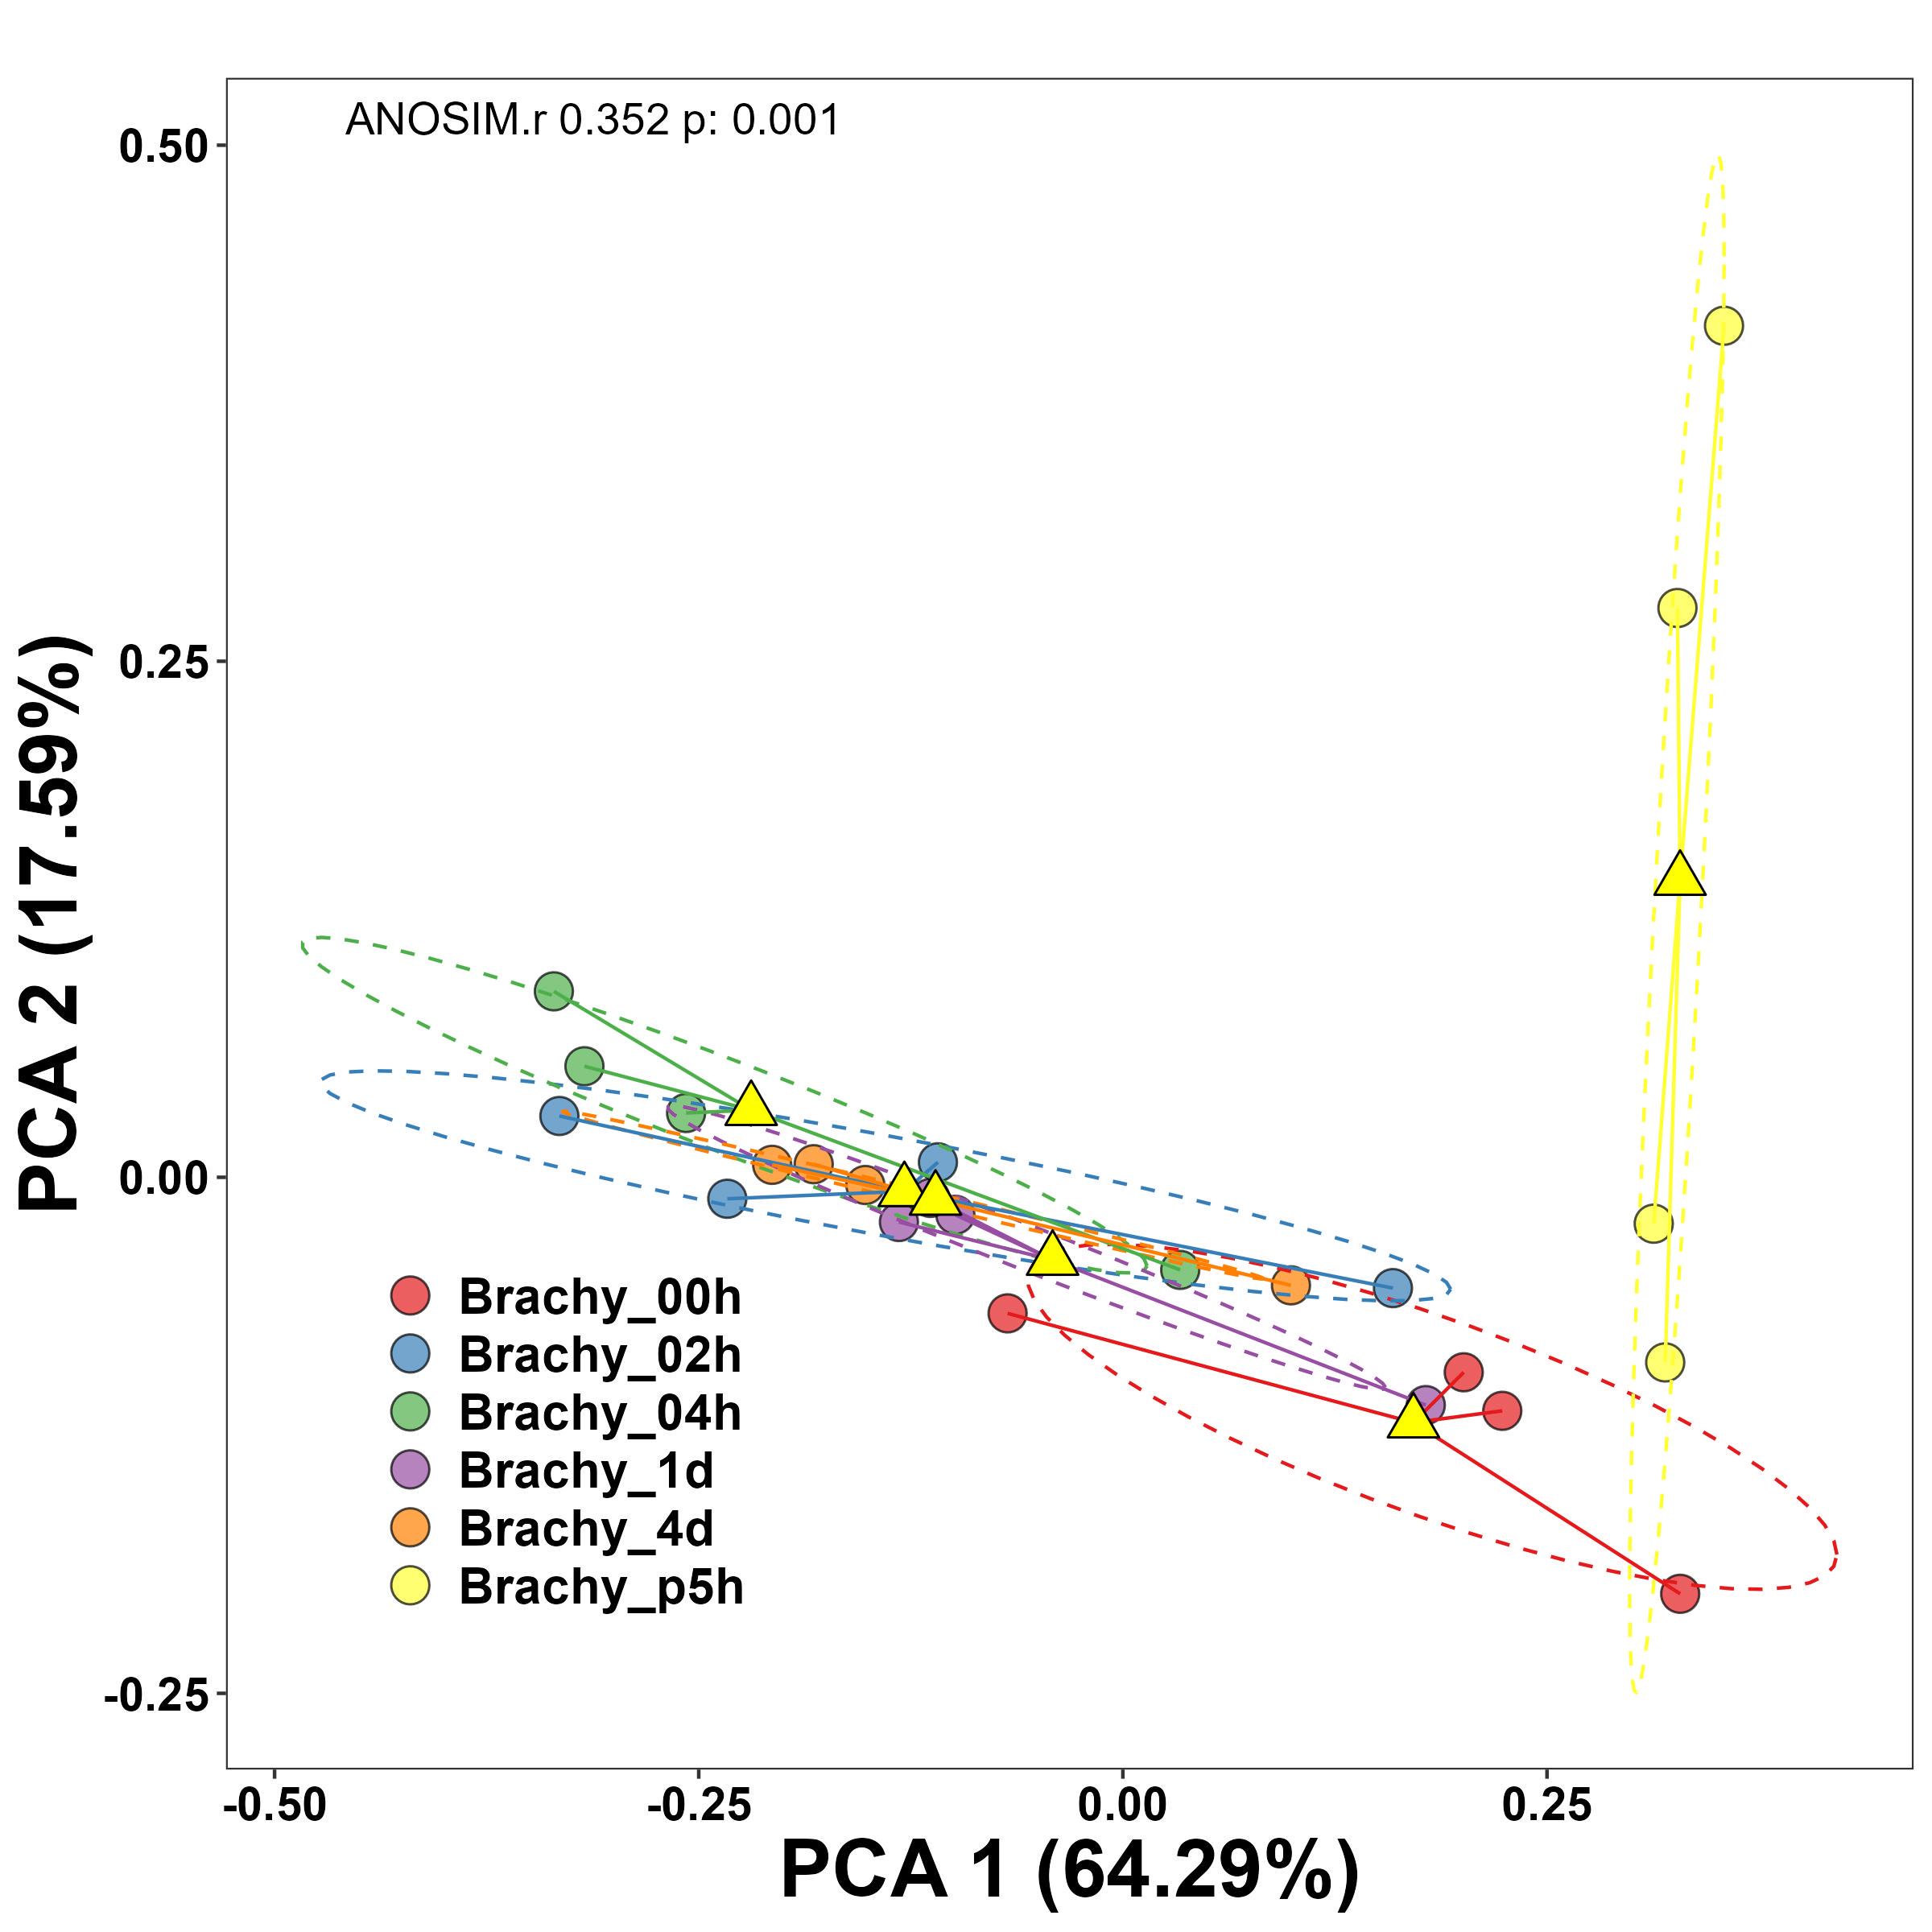 ANOSIM.r 0.352 p: 0.001
0.50
0.25
0.00
-0.25
PCA 2 (17.59%)
Brachy_00h
Brachy_02h
Brachy_04h
Brachy_1d
Brachy_4d
Brachy_p5h
-0.50 -0.25 0.00 0.25
PCA 1 (64.29%)